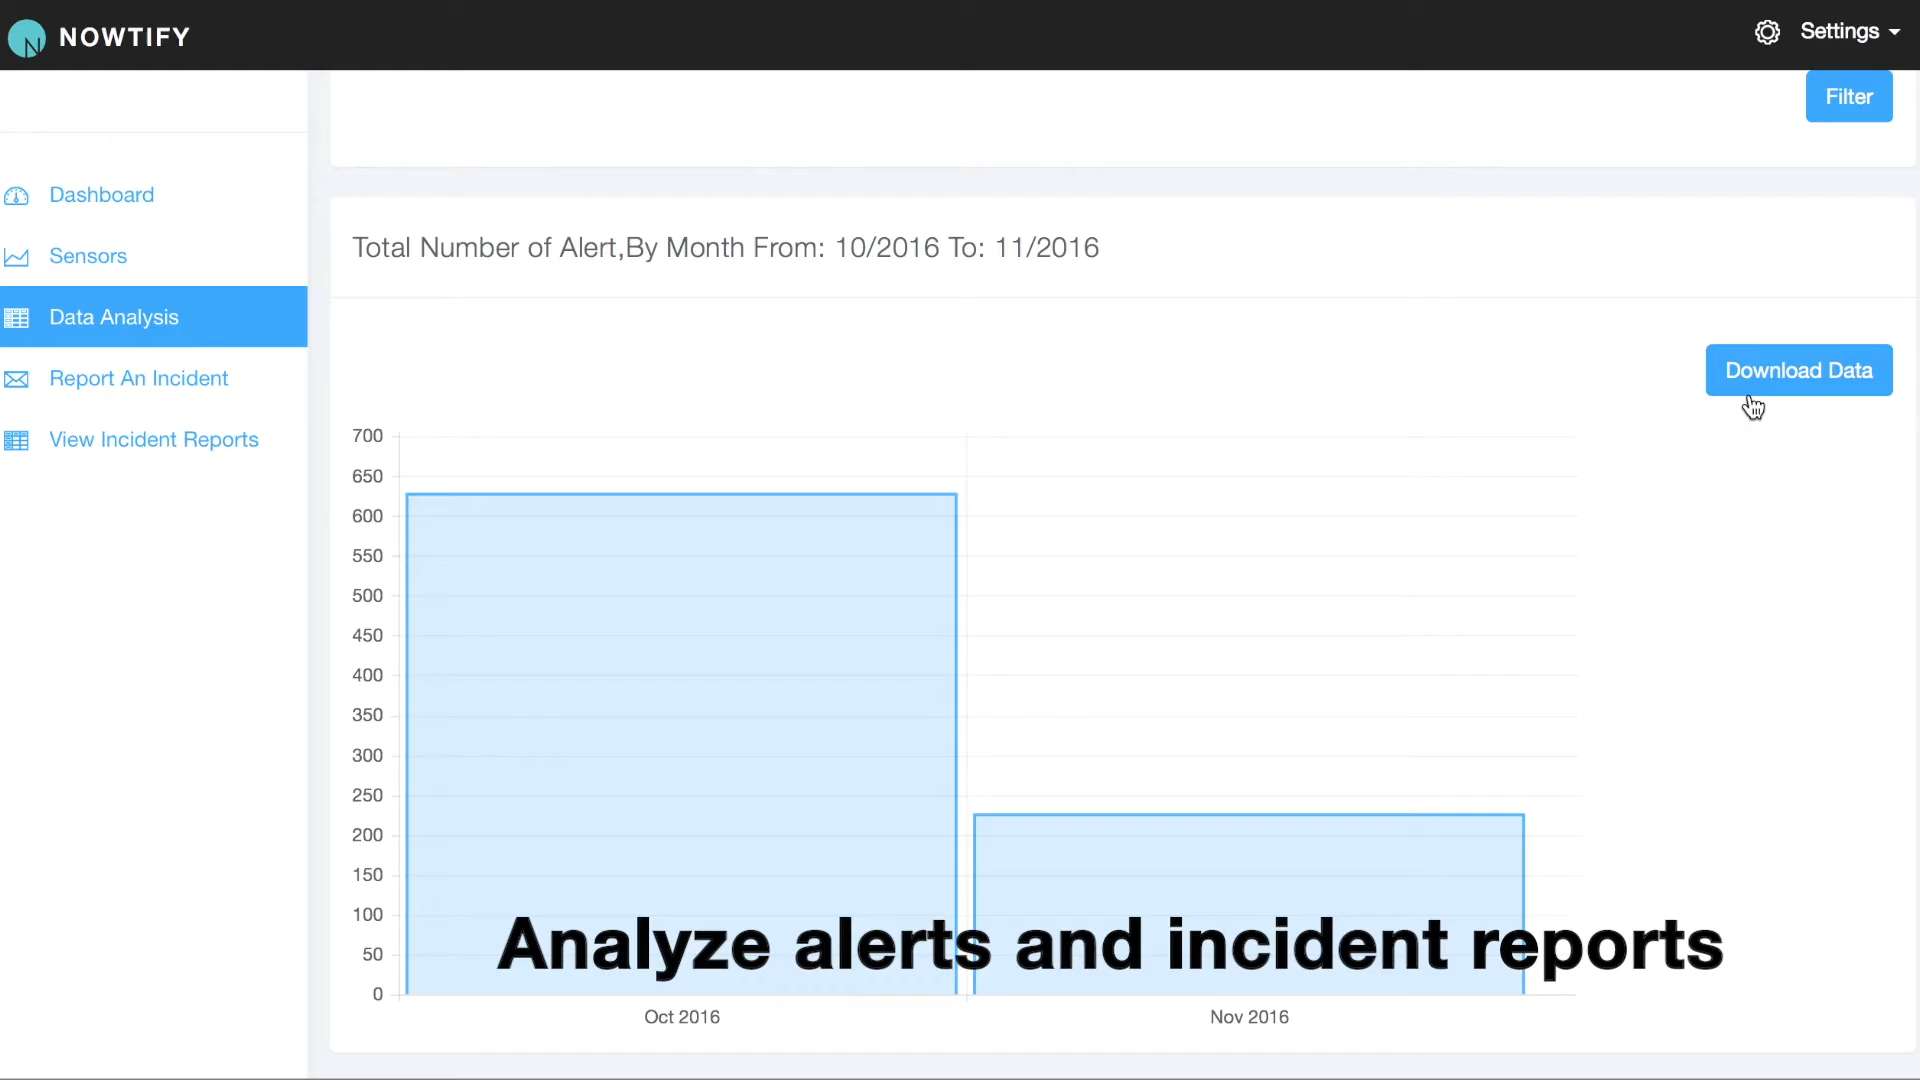 NOWTIFY
Settings
Filter
Dashboard
Sensors
Data Analysis
Report An Incident
View Incident Reports
Total Number of Alert,By Month From: 10/2016 To: 11/2016
Download Data
700
650
600
550
500
450
400
350
300
250
200
150
100
50
0
Oct 2016 Nov 2016
Analyze alerts and incident reports